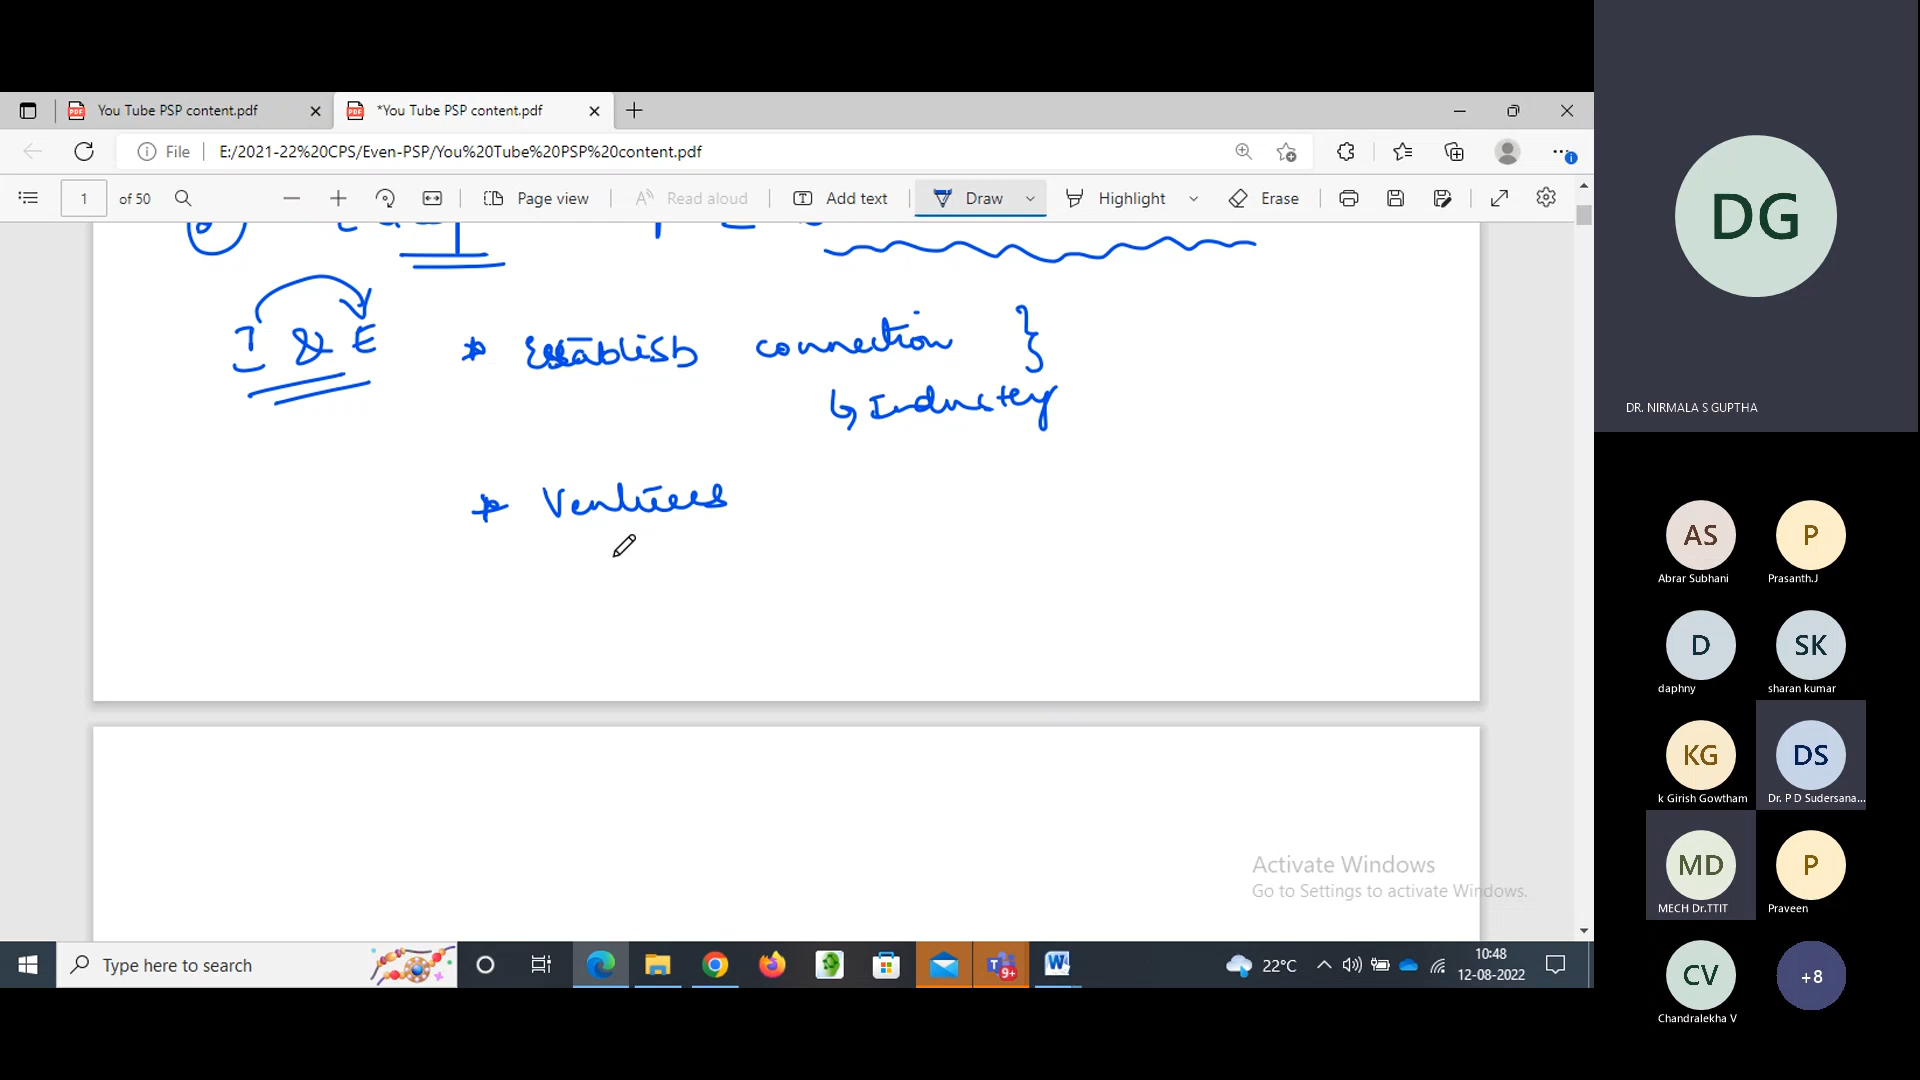 You Tube PSP content.pdf
*You Tube PSP content.pdf
File
E:/2021-22%20CPS/Even-PSP/You%20Tube%20PSP%20content.pdf
1 of 50
Page view
Read aloud
Add text
Draw
Highlight
Erase
I & E
* Establish connection }
↳ Industry
* Ventures
Activate Windows
Go to Settings to activate Windows.
Type here to search
9+
22°C
10:48
12-08-2022
DG
DR. NIRMALA S GUPTHA
AS P
Abrar Subhani Prasanth.J
D SK
daphny sharan kumar
KG DS
k Girish Gowtham Dr. P D Sudersana...
MD P
MECH Dr.TTIT Praveen
CV +8
Chandralekha V